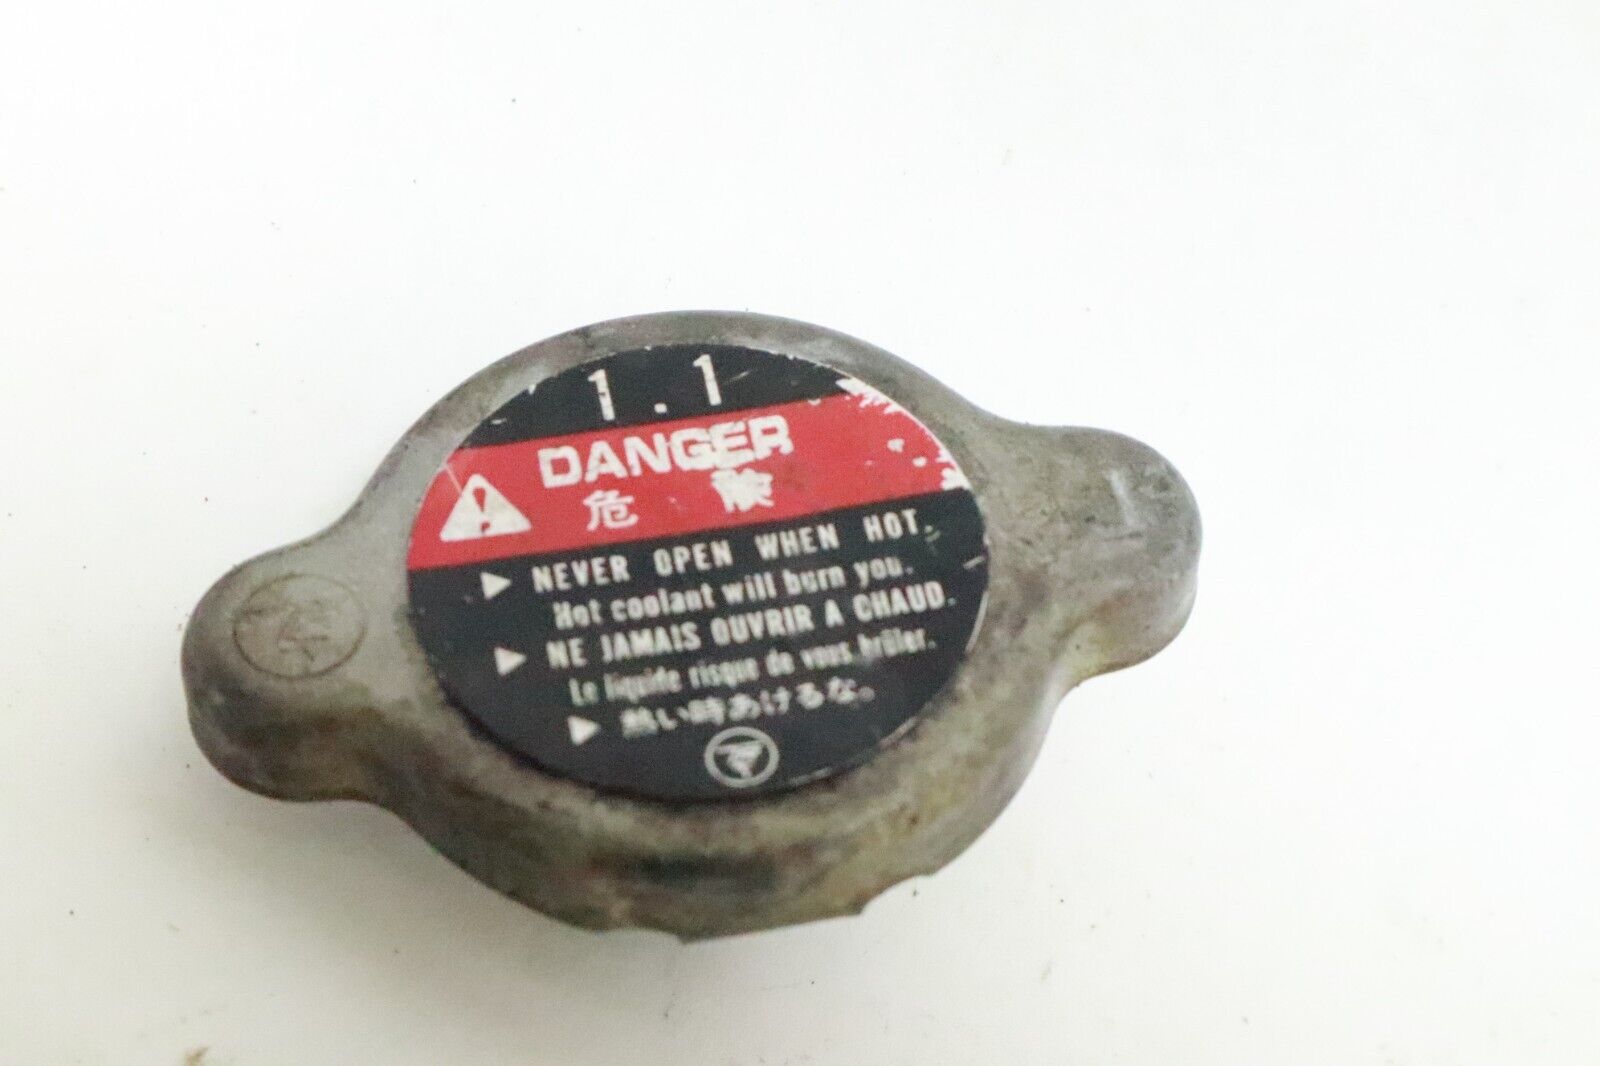 1.1
DANGER
危険
NEVER OPEN WHEN HOT.
Hot coolant will burn you.
NE JAMAIS OUVRIR A CHAUD.
Le liquide risque de vous brûler.
熱い時あけるな。